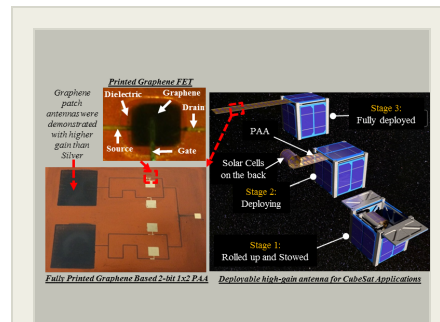 Printed Graphene FET
Graphene
patch
antennas were
demonstrated
with higher
gain than
Silver
Dielectric
Graphene
Drain
Source
Gate
Fully Printed Graphene Based 2-bit 1x2 PAA
Stage 3:
Fully deployed
PAA
Solar Cells
on the back
Stage 2:
Deploying
Stage 1:
Rolled up and Stowed
Deployable high-gain antenna for CubeSat Applications